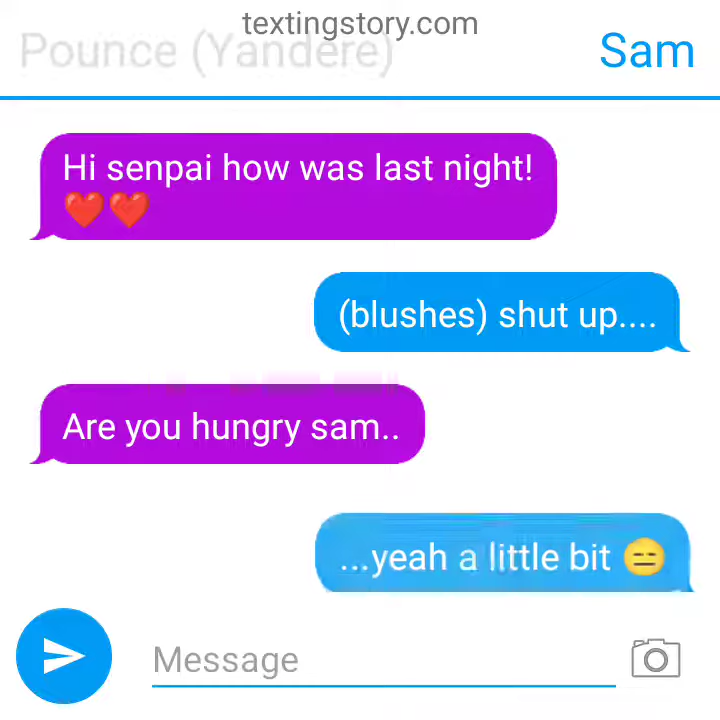 textingstory.com
Pounce (Yandere)
Sam
Hi senpai how was last night!
❤️❤️
(blushes) shut up....
Are you hungry sam..
...yeah a little bit 😑
Message